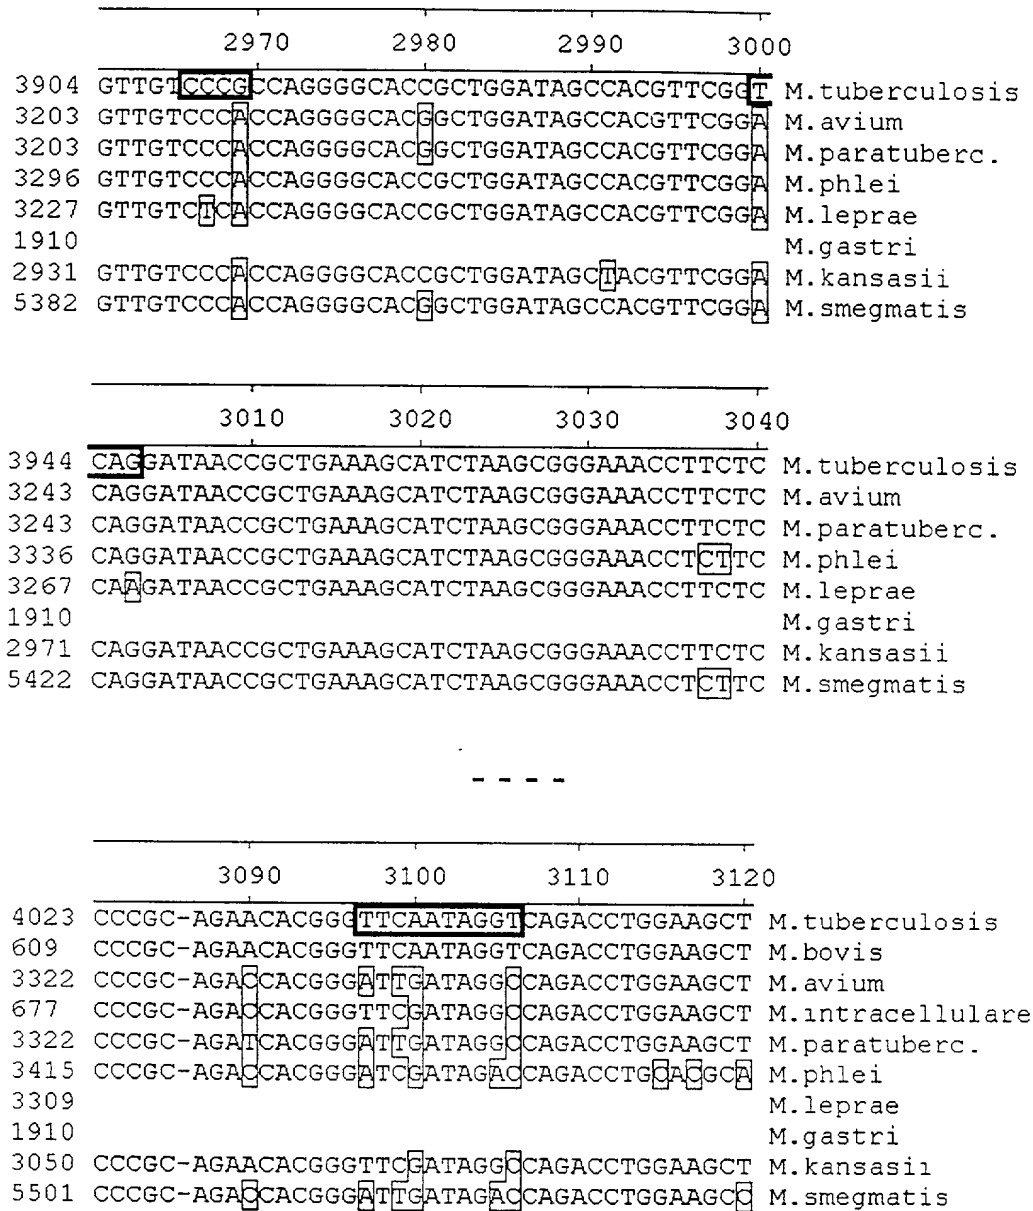 2970 2980 2990 3000
3904 GTTGTCCCGCCAGGGGCACCGCTGGATAGCCACGTTCGGT M.tuberculosis
3203 GTTGTCCCACCAGGGGCACGGCTGGATAGCCACGTTCGGA M.avium
3203 GTTGTCCCACCAGGGGCACGGCTGGATAGCCACGTTCGGA M.paratuberc.
3296 GTTGTCCCACCAGGGGCACCGCTGGATAGCCACGTTCGGA M.phlei
3227 GTTGTCTCACCAGGGGCACCGCTGGATAGCCACGTTCGGA M.leprae
1910 M.gastri
2931 GTTGTCCCACCAGGGGCACCGCTGGATAGCTACGTTCGGA M.kansasii
5382 GTTGTCCCACCAGGGGCACGGCTGGATAGCCACGTTCGGA M.smegmatis
3010 3020 3030 3040
3944 CAGGATAACCGCTGAAAGCATCTAAGCGGGAAACCTTCTC M.tuberculosis
3243 CAGGATAACCGCTGAAAGCATCTAAGCGGGAAACCTTCTC M.avium
3243 CAGGATAACCGCTGAAAGCATCTAAGCGGGAAACCTTCTC M.paratuberc.
3336 CAGGATAACCGCTGAAAGCATCTAAGCGGGAAACCTCTTC M.phlei
3267 CAAGATAACCGCTGAAAGCATCTAAGCGGGAAACCTTCTC M.leprae
1910 M.gastri
2971 CAGGATAACCGCTGAAAGCATCTAAGCGGGAAACCTTCTC M.kansasii
5422 CAGGATAACCGCTGAAAGCATCTAAGCGGGAAACCTCTTC M.smegmatis
- - - -
3090 3100 3110 3120
4023 CCCGC-AGAACACGGGTTCAATAGGTCAGACCTGGAAGCT M.tuberculosis
609 CCCGC-AGAACACGGGTTCAATAGGTCAGACCTGGAAGCT M.bovis
3322 CCCGC-AGACCACGGGATTGATAGGCCAGACCTGGAAGCT M.avium
677 CCCGC-AGACCACGGGTTCGATAGGCCAGACCTGGAAGCT M.intracellulare
3322 CCCGC-AGATCACGGGATTGATAGGCCAGACCTGGAAGCT M.paratuberc.
3415 CCCGC-AGACCACGGGATCGATAGACCAGACCTGCACGCA M.phlei
3309 M.leprae
1910 M.gastri
3050 CCCGC-AGAACACGGGTTCGATAGGCCAGACCTGGAAGCT M.kansasii
5501 CCCGC-AGACCACGGGATTGATAGACCAGACCTGGAAGCC M.smegmatis